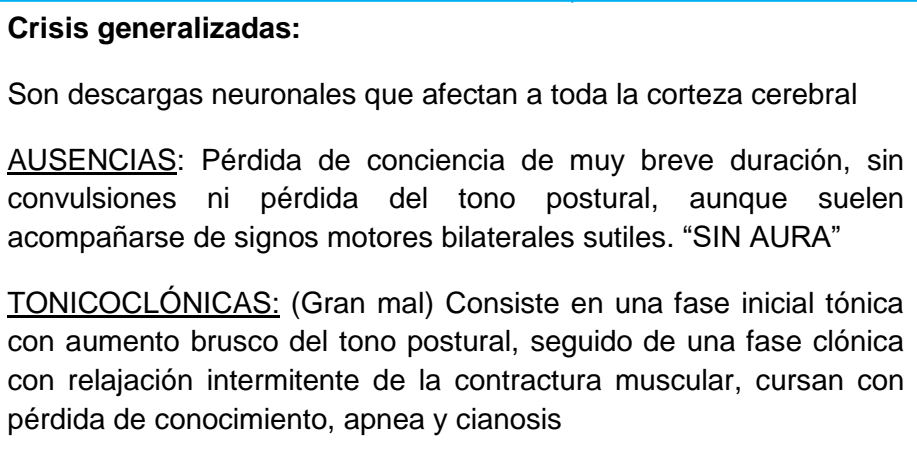 Crisis generalizadas:
Son descargas neuronales que afectan a toda la corteza cerebral
AUSENCIAS: Pérdida de conciencia de muy breve duración, sin
convulsiones ni pérdida del tono postural, aunque suelen
acompañarse de signos motores bilaterales sutiles. “SIN AURA”
TONICOCLÓNICAS: (Gran mal) Consiste en una fase inicial tónica
con aumento brusco del tono postural, seguido de una fase clónica
con relajación intermitente de la contractura muscular, cursan con
pérdida de conocimiento, apnea y cianosis